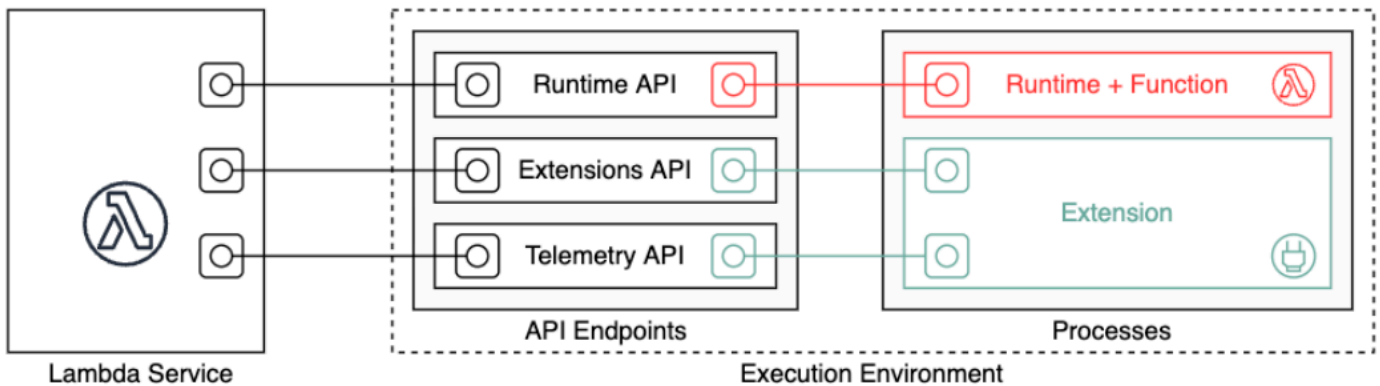 Runtime API
Runtime + Function
Extensions API
Extension
Telemetry API
API Endpoints
Processes
Lambda Service
Execution Environment